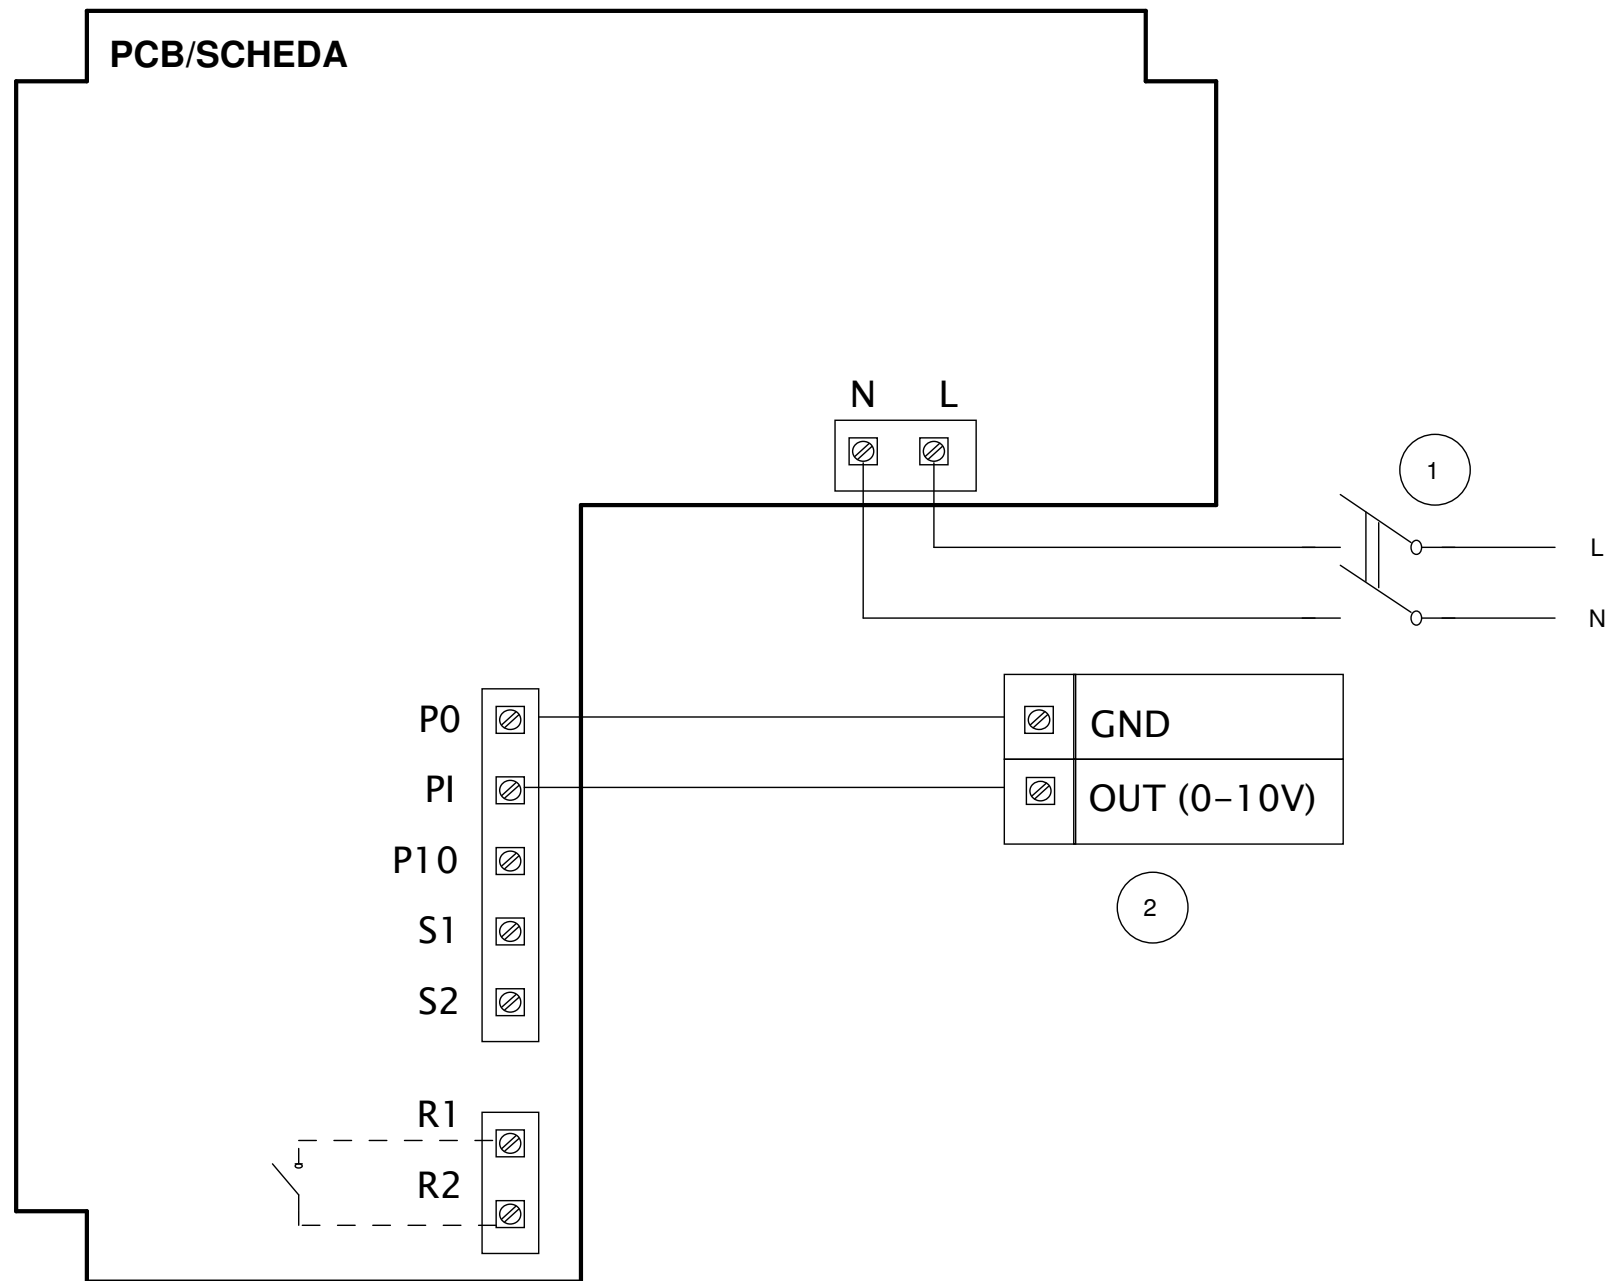 PCB/SCHEDA
N L
1
L
N
P0
GND
PI
OUT (0–10V)
P10
2
S1
S2
R1
R2